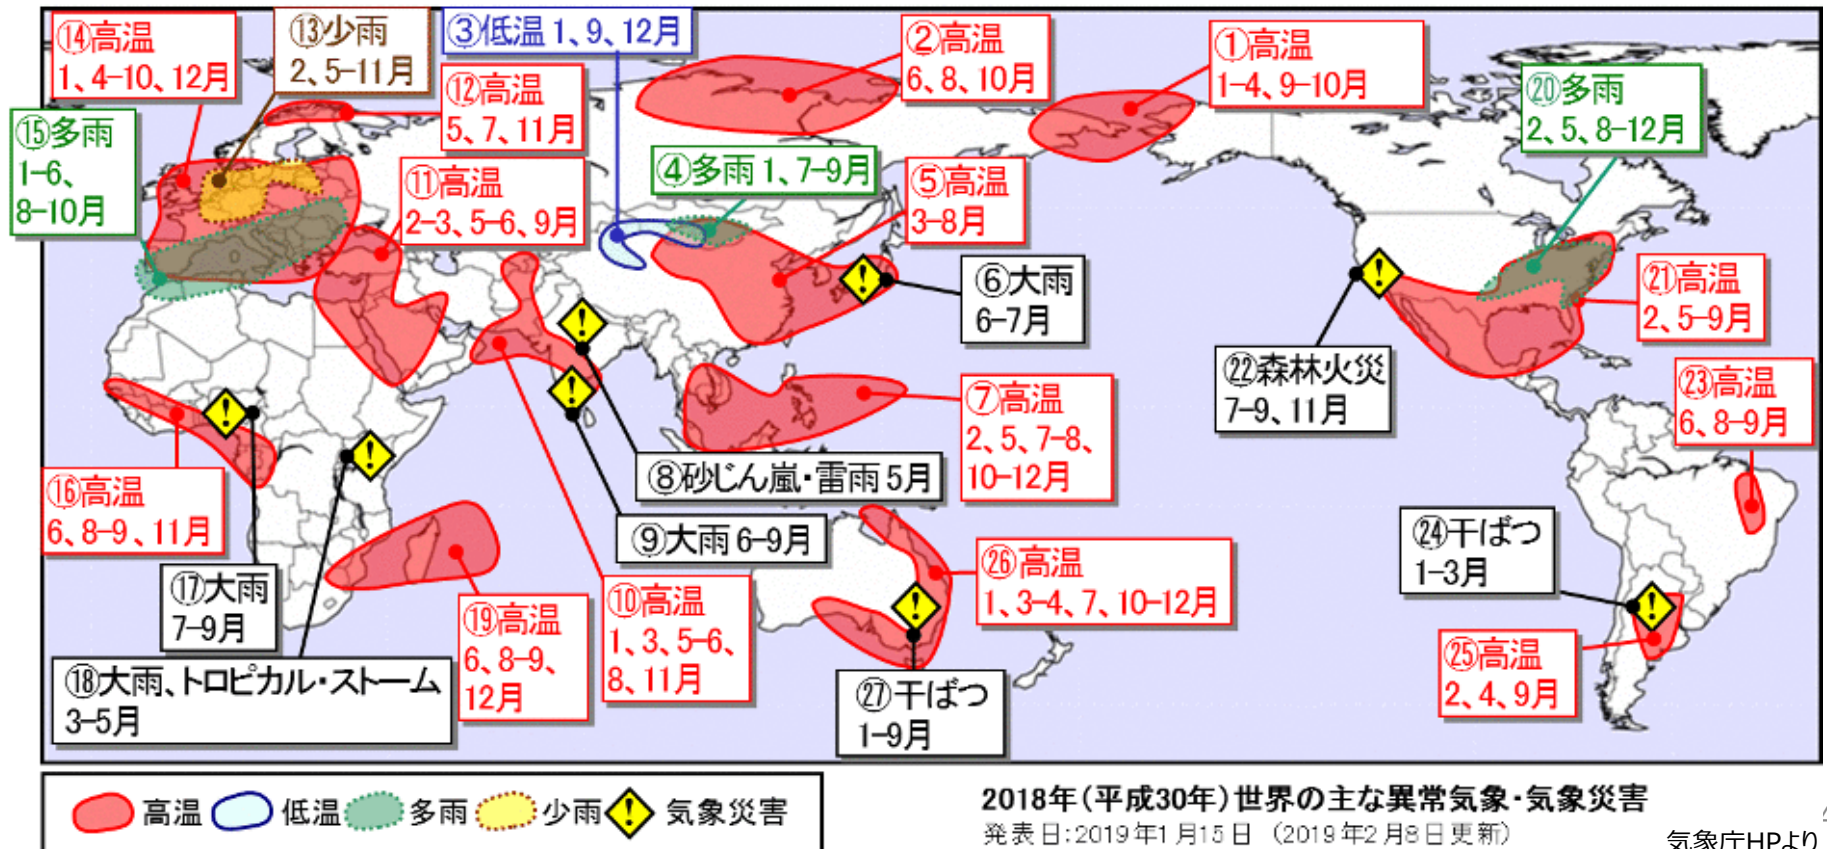 ⑭高温
1、4-10、12月
⑬少雨
2、5-11月
③低温 1、9、12月
②高温
6、8、10月
①高温
1-4、9-10月
⑫高温
5、7、11月
⑳多雨
2、5、8-12月
⑮多雨
1-6、
8-10月
⑪高温
2-3、5-6、9月
④多雨 1、7-9月
⑤高温
3-8月
⑥大雨
6-7月
㉑高温
2、5-9月
㉒森林火災
7-9、11月
㉓高温
6、8-9月
⑦高温
2、5、7-8、
10-12月
⑧砂じん嵐・雷雨 5月
⑯高温
6、8-9、11月
⑨大雨 6-9月
㉔干ばつ
1-3月
⑰大雨
7-9月
⑲高温
6、8-9、
12月
⑩高温
1、3、5-6、
8、11月
㉖高温
1、3-4、7、10-12月
⑱大雨、トロピカル・ストーム
3-5月
㉗干ばつ
1-9月
㉕高温
2、4、9月
高温 低温 多雨 少雨 気象災害
2018年(平成30年)世界の主な異常気象・気象災害
発表日:2019年1月15日 (2019年2月8日更新)
気象庁HPより